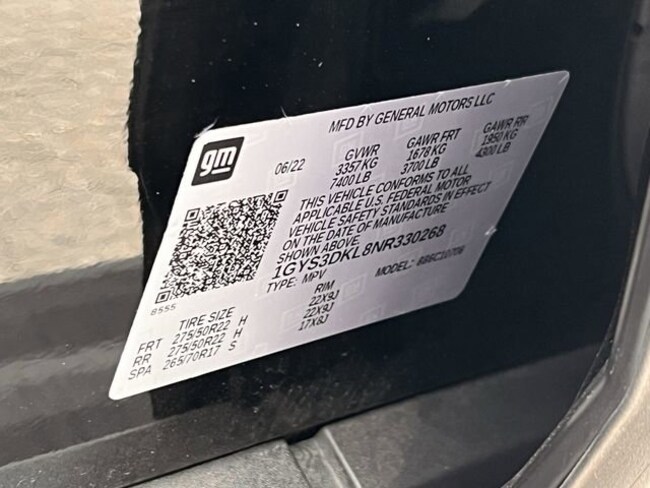 MFD BY GENERAL MOTORS LLC
gm
06/22 GVWR GAWR FRT GAWR RR
3357 KG 1678 KG 1950 KG
7400 LB 3700 LB 4300 LB
THIS VEHICLE CONFORMS TO ALL
APPLICABLE U.S. FEDERAL MOTOR
VEHICLE SAFETY STANDARDS IN EFFECT
ON THE DATE OF MANUFACTURE
SHOWN ABOVE.
1GYS3DKL8NR330268
TYPE: MPV MODEL:
8555
TIRE SIZE RIM
FRT 275/50R22 H 22X9J
RR 275/50R22 H 22X9J
SPA 265/70R17 S 17X8J